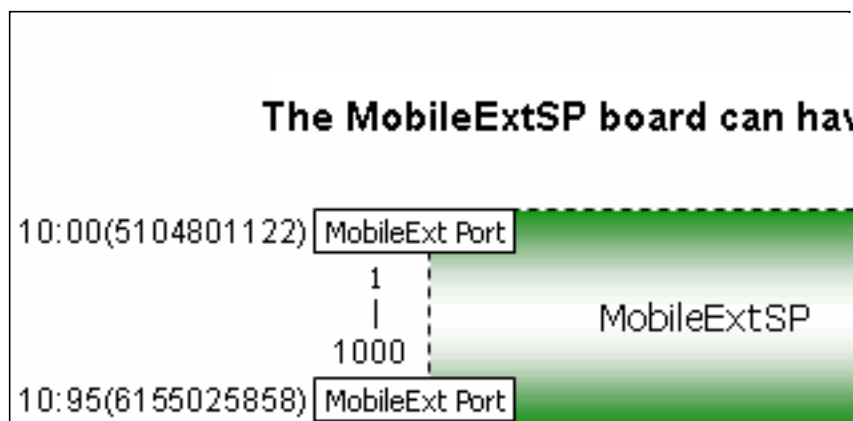 The MobileExtSP board can hav
10:00(5104801122) MobileExt Port
1
|
1000
MobileExtSP
10:95(6155025858) MobileExt Port